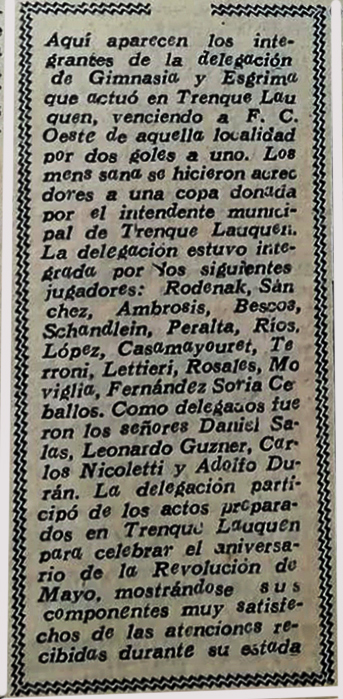 Aquí aparecen los inte-
grantes de la delegación
de Gimnasia y Esgrima
que actuó en Trenque Lau
quen, venciendo a F. C.
Oeste de aquella localidad
por dos goles a uno. Los
mens sana se hicieron acree
dores a una copa donada
por el intendente munici-
pal de Trenque Lauquen.
La delegación estuvo inte-
grada por los siguientes
jugadores: Rodenak, Sán
chez, Ambrosis, Bescos,
Schandlein, Peralta, Ríos,
López, Casamayouret, Te
rroni, Lettieri, Rosales, Mo
viglia, Fernández Soria Ce
ballos. Como delegados fue
ron los señores Daniel Sa-
las, Leonardo Guzner, Car-
los Nicoletti y Adolfo Du-
rán. La delegación parti-
cipó de los actos prepara-
dos en Trenque Lauquen
para celebrar el aniversa-
rio de la Revolución de
Mayo, mostrándose sus
componentes muy satisfe-
chos de las atenciones re-
cibidas durante su estada